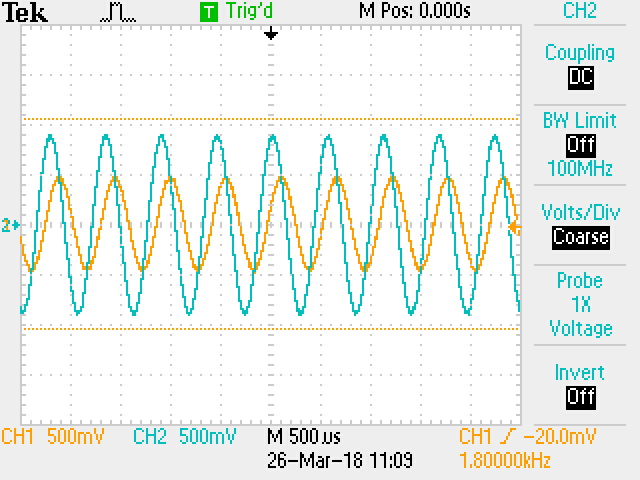 Tek T Trig'd M Pos: 0.000s CH2
Coupling
DC
BW Limit
Off
100MHz
2
Volts/Div
Coarse
Probe
1X
Voltage
Invert
Off
CH1 500mV CH2 500mV M 500µs CH1 -20.0mV
26-Mar-18 11:09 1.80000kHz